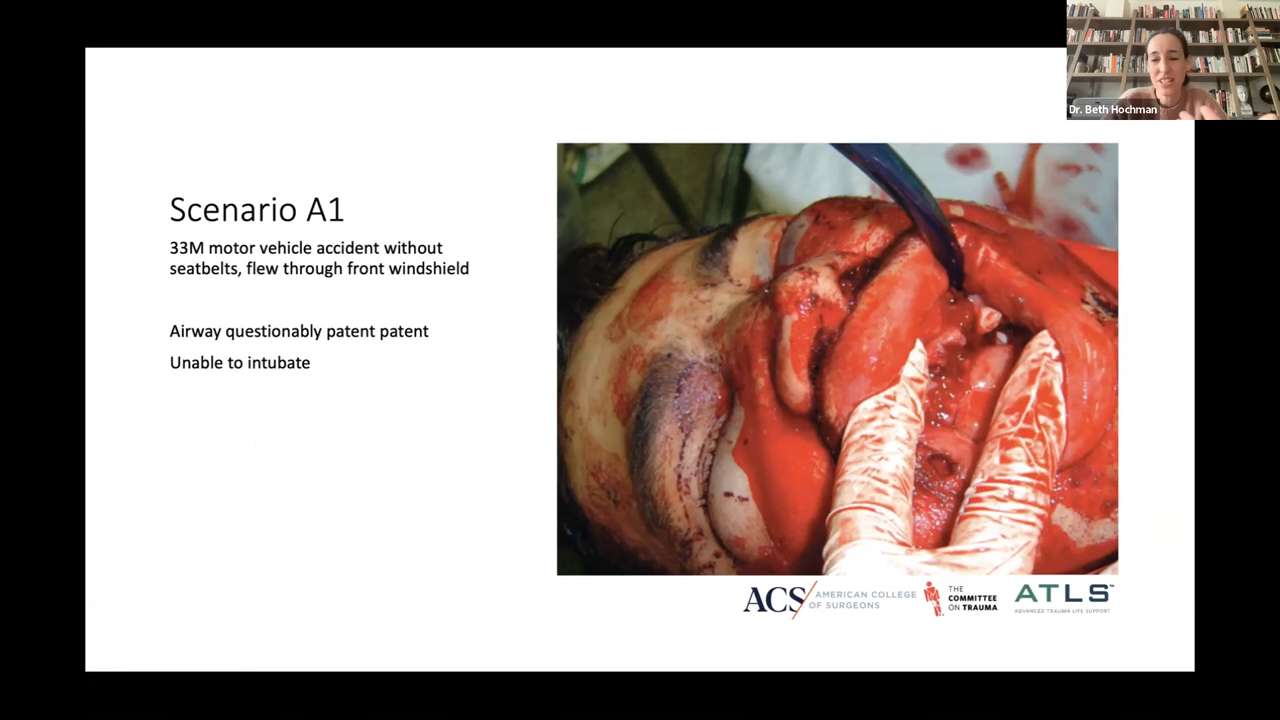 Dr. Beth Hochman
Scenario A1
33M motor vehicle accident without
seatbelts, flew through front windshield
Airway questionably patent patent
Unable to intubate
ACS AMERICAN COLLEGE
OF SURGEONS
THE
COMMITTEE
ON TRAUMA
ATLS™
ADVANCED TRAUMA LIFE SUPPORT